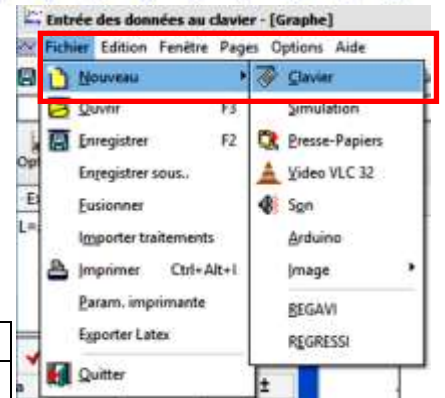 Entrée des données au clavier - [Graphe]
Fichier Edition Fenêtre Pages Options Aide
Nouveau
Ouvrir F3
Enregistrer F2
Enregistrer sous..
Fusionner
Importer traitements
Imprimer Ctrl+Alt+I
Param. imprimante
Exporter Latex
Quitter
Clavier
Simulation
Presse-Papiers
Video VLC 32
Son
Arduino
Image
REGAVI
REGRESSI
Opt
E
L=
a
±